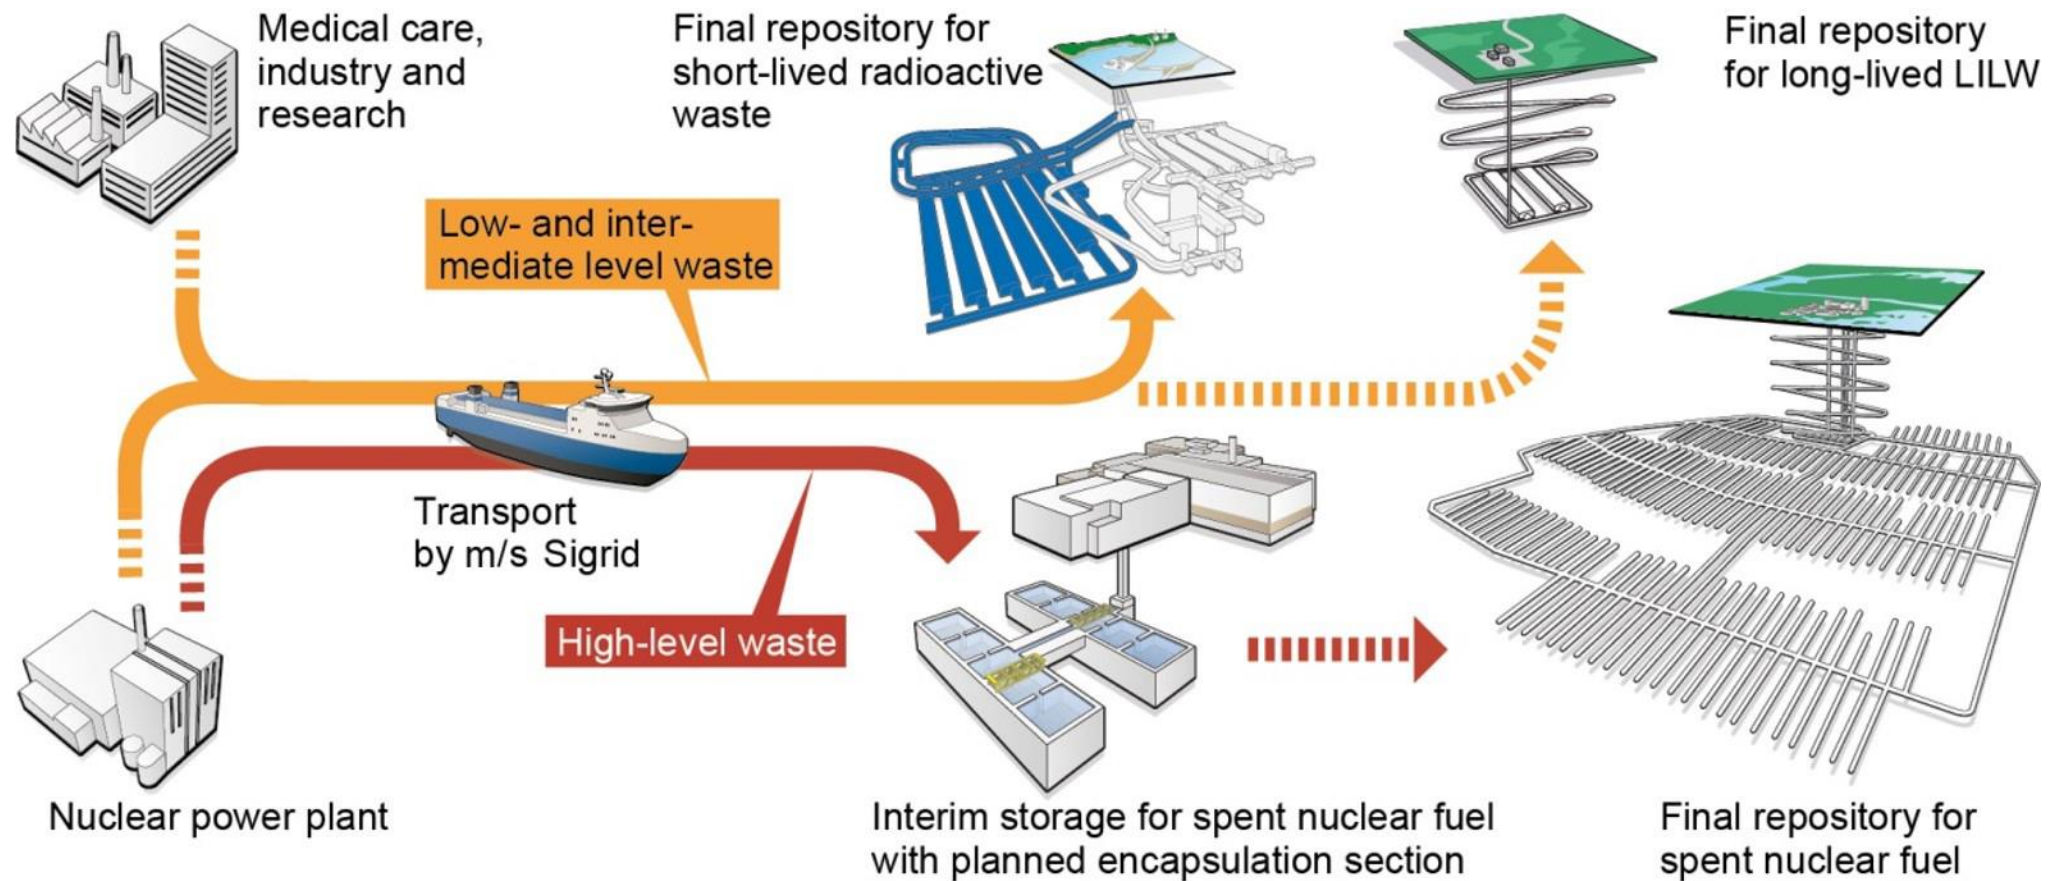 Medical care,
industry and
research
Final repository for
short-lived radioactive
waste
Final repository
for long-lived LILW
Low- and inter-
mediate level waste
Transport
by m/s Sigrid
High-level waste
Nuclear power plant
Interim storage for spent nuclear fuel
with planned encapsulation section
Final repository for
spent nuclear fuel